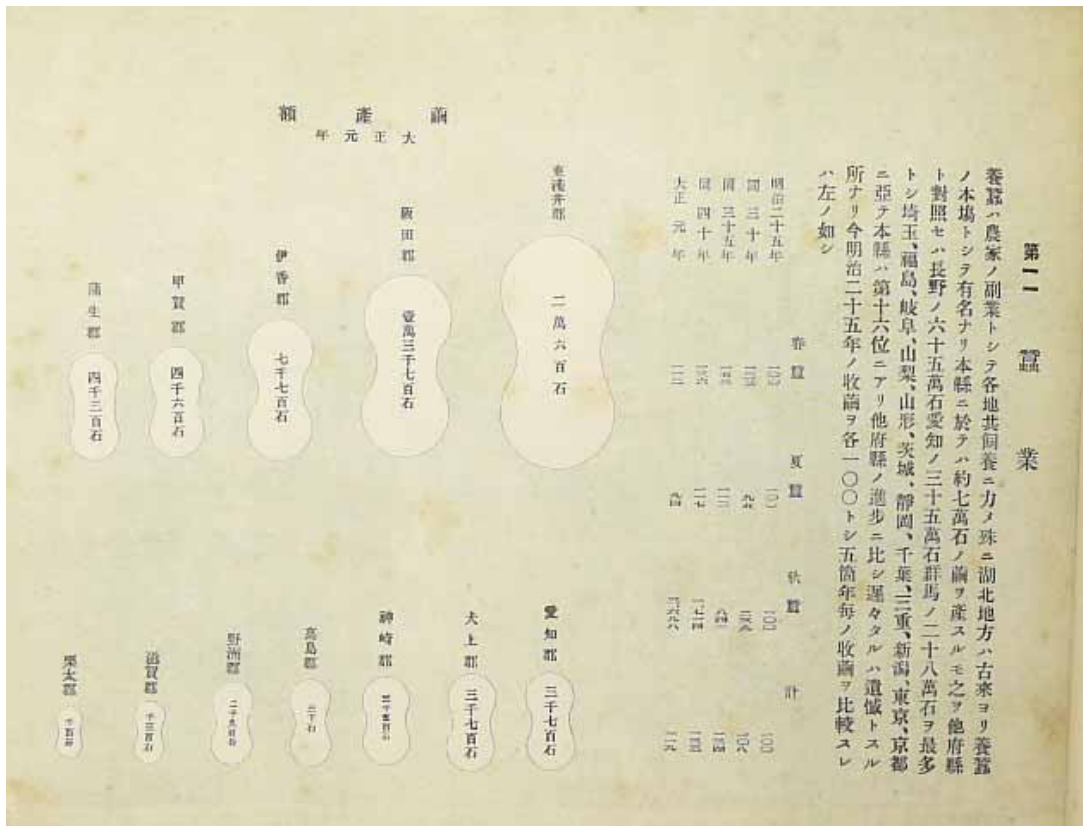 第一一 蠶業
養蠶ハ農家ノ副業トシテ各地共飼養ニ力メ殊ニ湖北地方ハ古來ヨリ養蠶
ノ本場トシテ有名ナリ本縣ニ於テハ約七萬石ノ繭ヲ產スルモ之ヲ他府縣
ト對照セハ長野ノ六十五萬石愛知ノ三十五萬石群馬ノ二十八萬石ヲ最多
トシ埼玉、福島、岐阜、山梨、山形、茨城、靜岡、千葉、三重、新潟、東京、京都
ニ亞テ本縣ハ第十六位ニアリ他府縣ノ進步ニ比シ遲々タルハ遺憾トスル
所ナリ今明治二十五年ノ收繭ヲ各一〇〇トシ五箇年每ノ收繭ヲ比較スレ
ハ左ノ如シ
春蠶 夏蠶 秋蠶 計
明治二十五年
同三十年
同三十五年
同四十年
大正元年
繭產額
大正元年
東淺井郡
二萬六百石
阪田郡
壹萬三千七百石
伊香郡
七千七百石
甲賀郡
四千六百石
蒲生郡
四千三百石
愛知郡
三千七百石
犬上郡
三千七百石
神崎郡
高島郡
野洲郡
滋賀郡
栗太郡